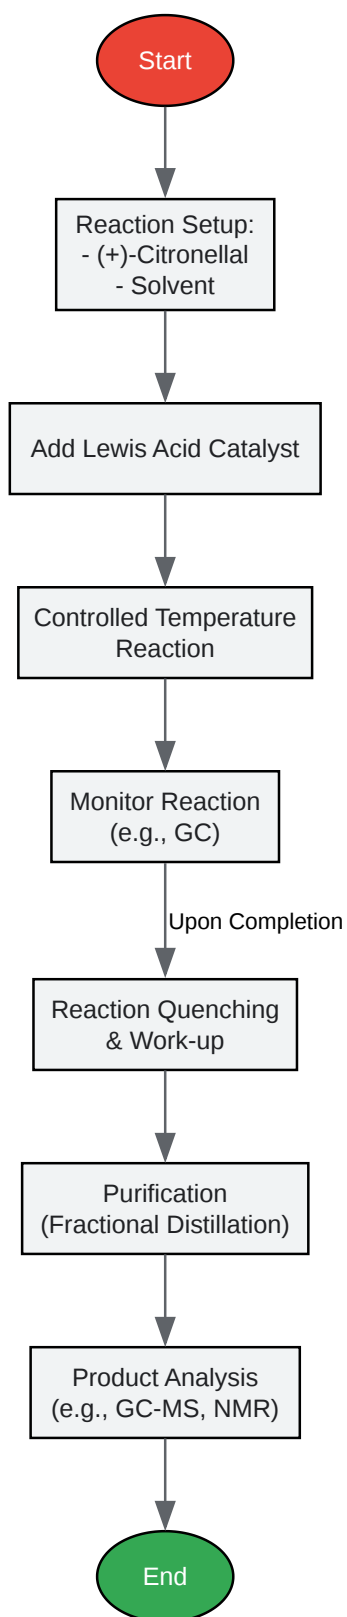 Start
Reaction Setup:
- (+)-Citronellal
- Solvent
Add Lewis Acid Catalyst
Controlled Temperature
Reaction
Monitor Reaction
(e.g., GC)
Upon Completion
Reaction Quenching
& Work-up
Purification
(Fractional Distillation)
Product Analysis
(e.g., GC-MS, NMR)
End